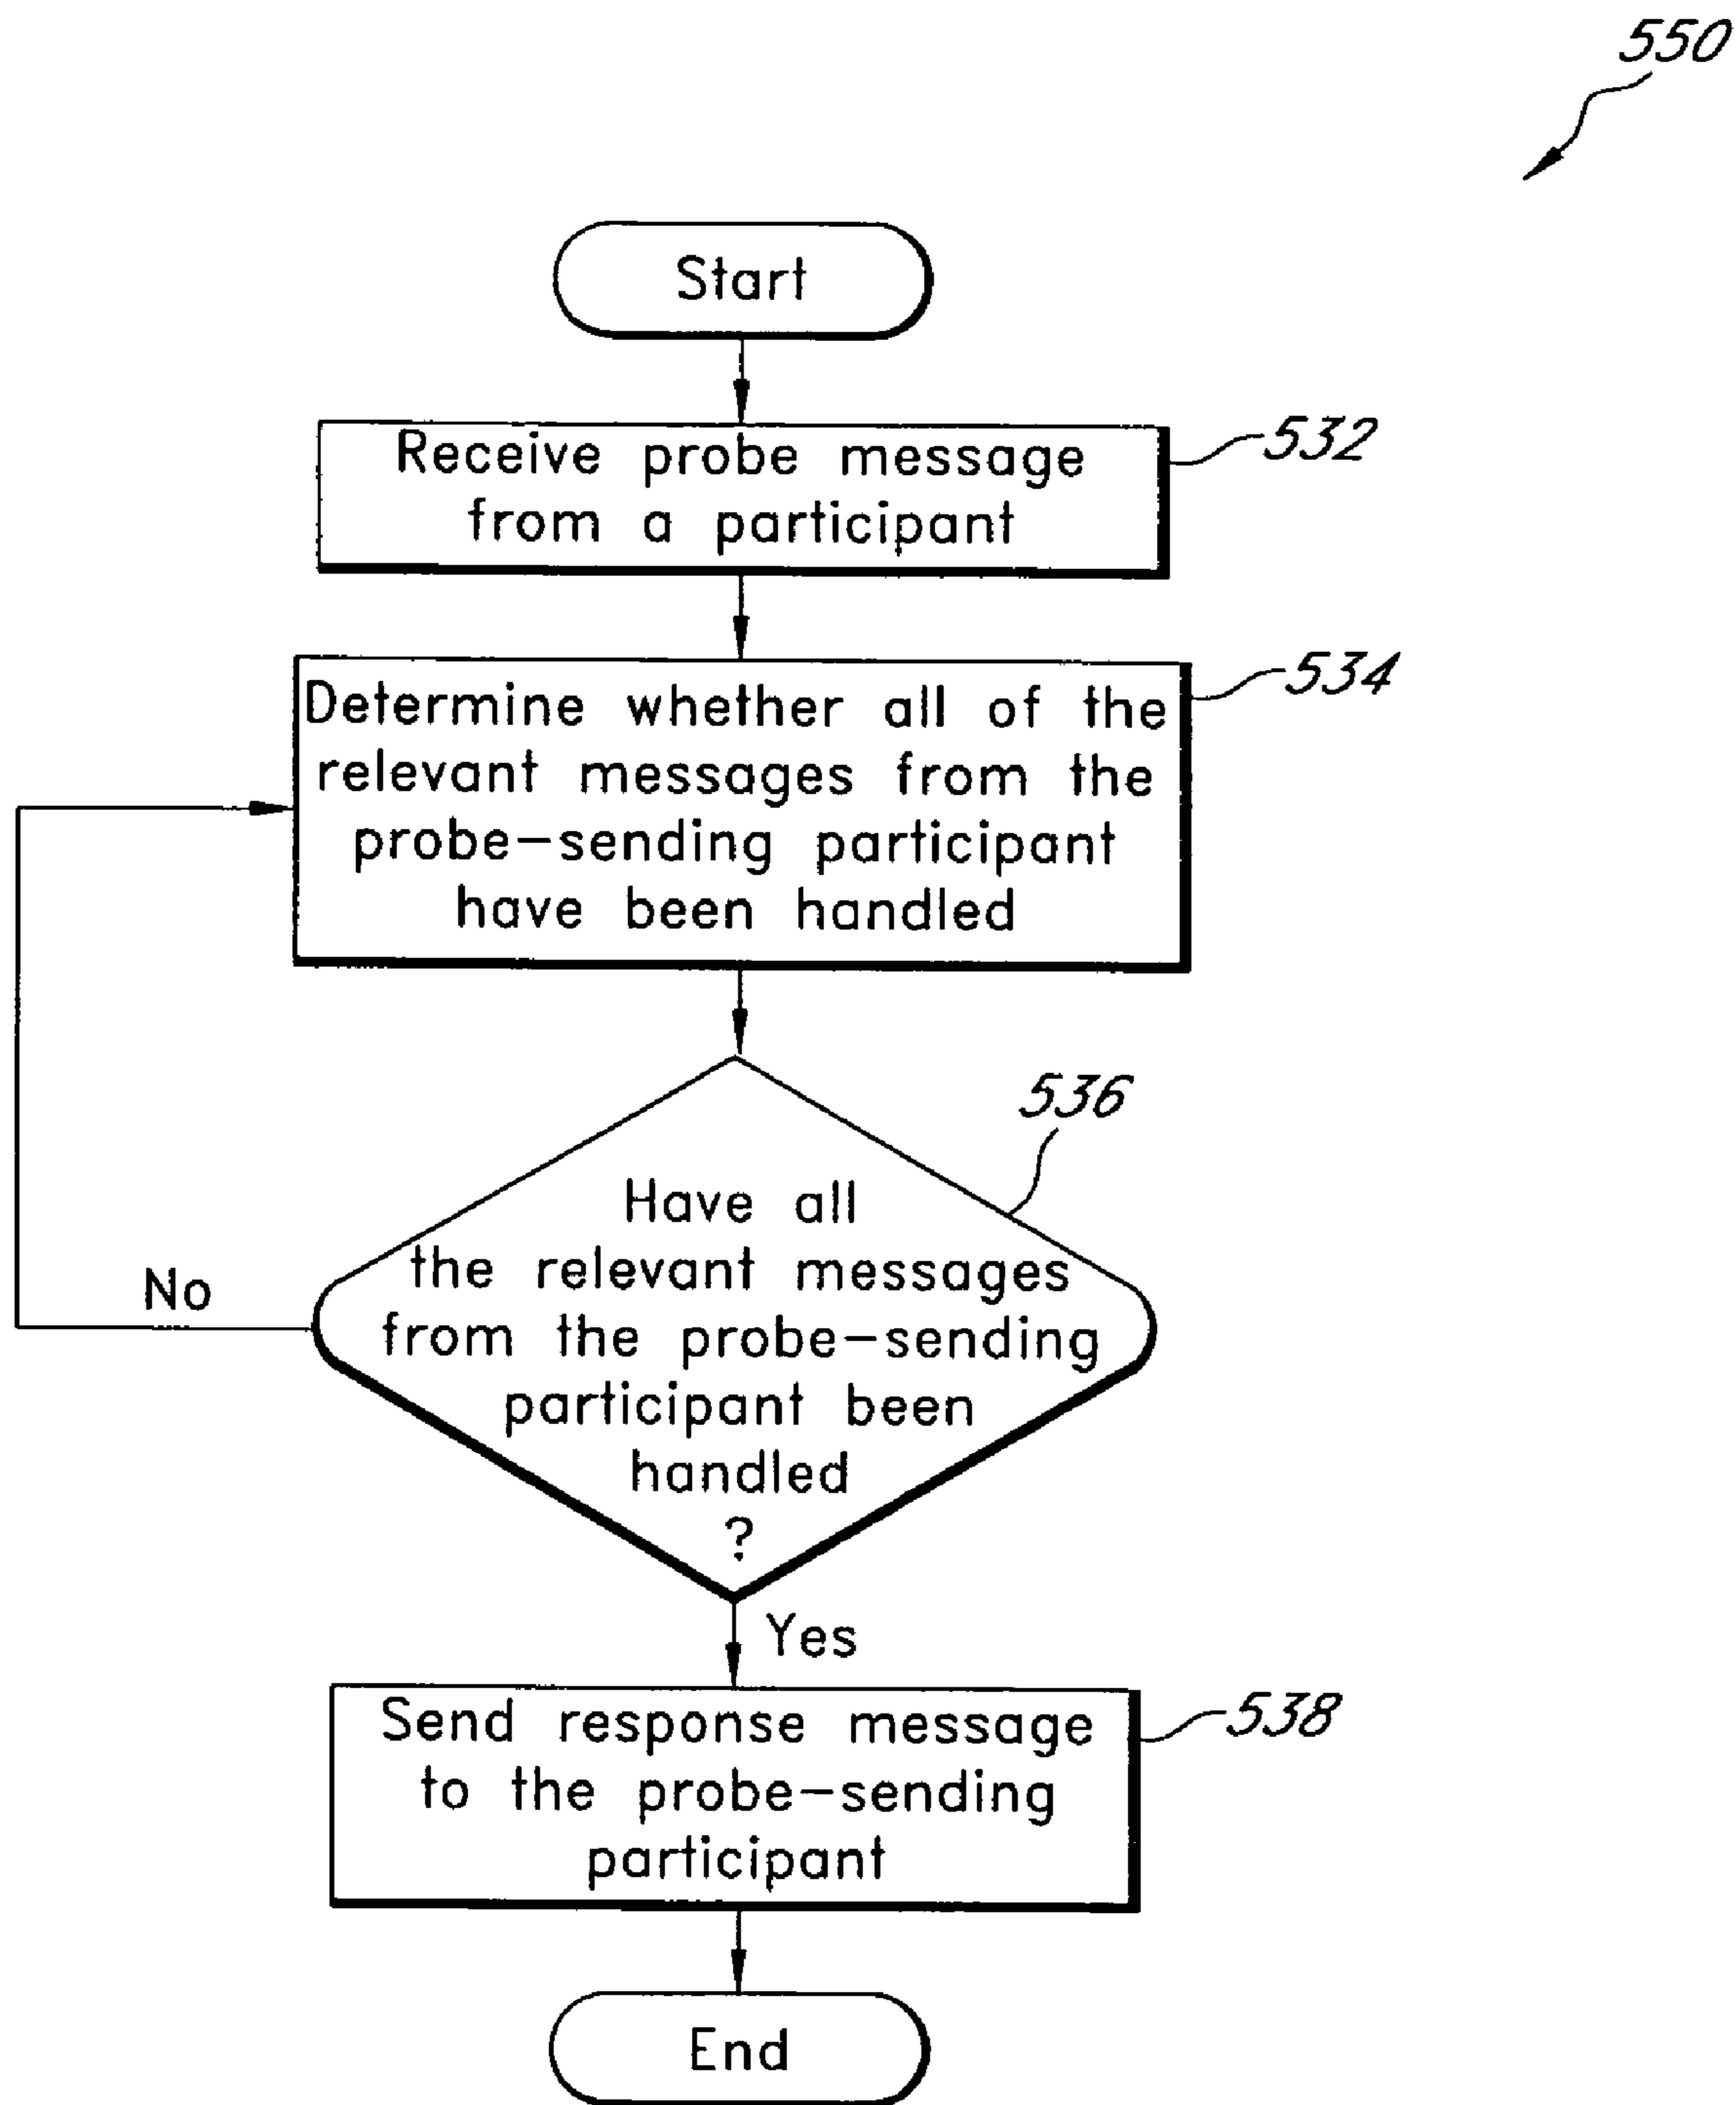 550
Start
Receive probe message
from a participant
532
Determine whether all of the
relevant messages from the
probe-sending participant
have been handled
534
536
Have all
the relevant messages
from the probe-sending
participant been
handled
?
No
Yes
Send response message
to the probe-sending
participant
538
End